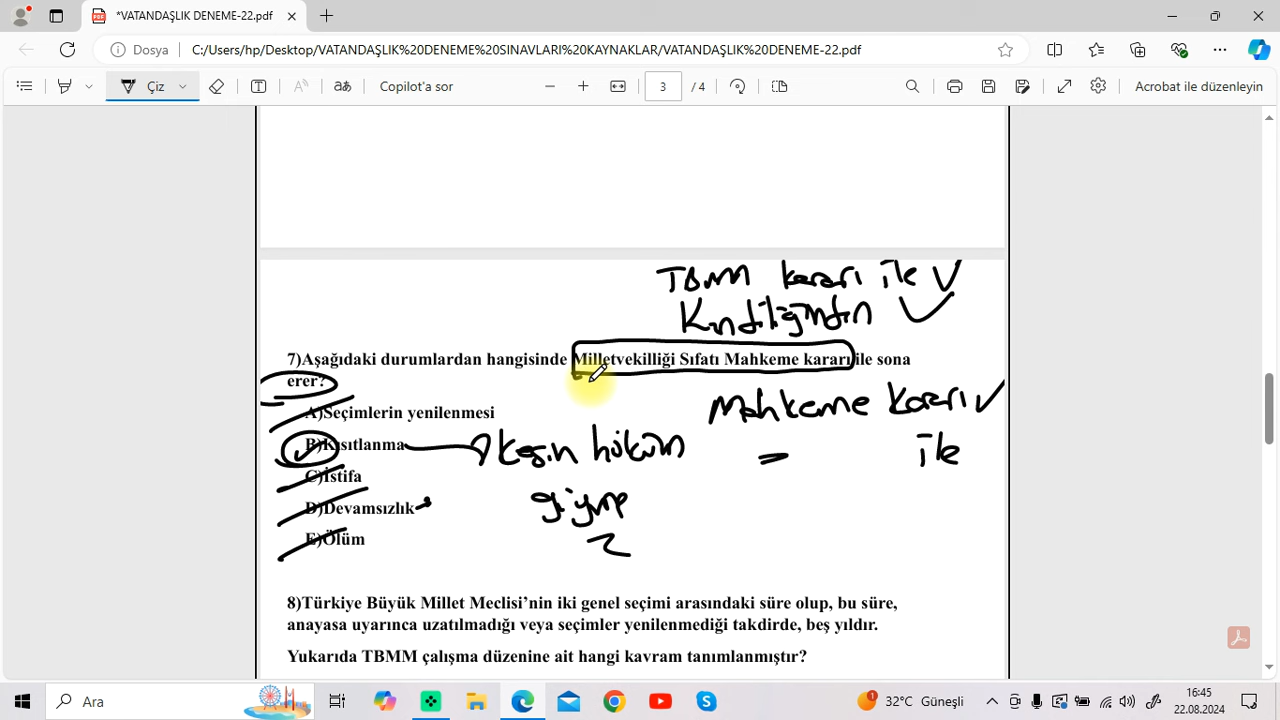 *VATANDAŞLIK DENEME-22.pdf
Dosya C:/Users/hp/Desktop/VATANDAŞLIK%20DENEME%20SINAVLARI%20KAYNAKLAR/VATANDAŞLIK%20DENEME-22.pdf
Çiz aあ Copilot'a sor 3 / 4 Acrobat ile düzenleyin
TBMM kararı ile
Kendiliğinden
7)Aşağıdaki durumlardan hangisinde Milletvekilliği Sıfatı Mahkeme kararı ile sona
erer?
Mahkeme kararı
ile
A)Seçimlerin yenilenmesi
B)Kısıtlanma
Kesin hüküm
giyme
C)İstifa
D)Devamsızlık
E)Ölüm
8)Türkiye Büyük Millet Meclisi’nin iki genel seçimi arasındaki süre olup, bu süre,
anayasa uyarınca uzatılmadığı veya seçimler yenilenmediği takdirde, beş yıldır.
Yukarıda TBMM çalışma düzenine ait hangi kavram tanımlanmıştır?
Ara
1 32°C Güneşli
16:45
22.08.2024